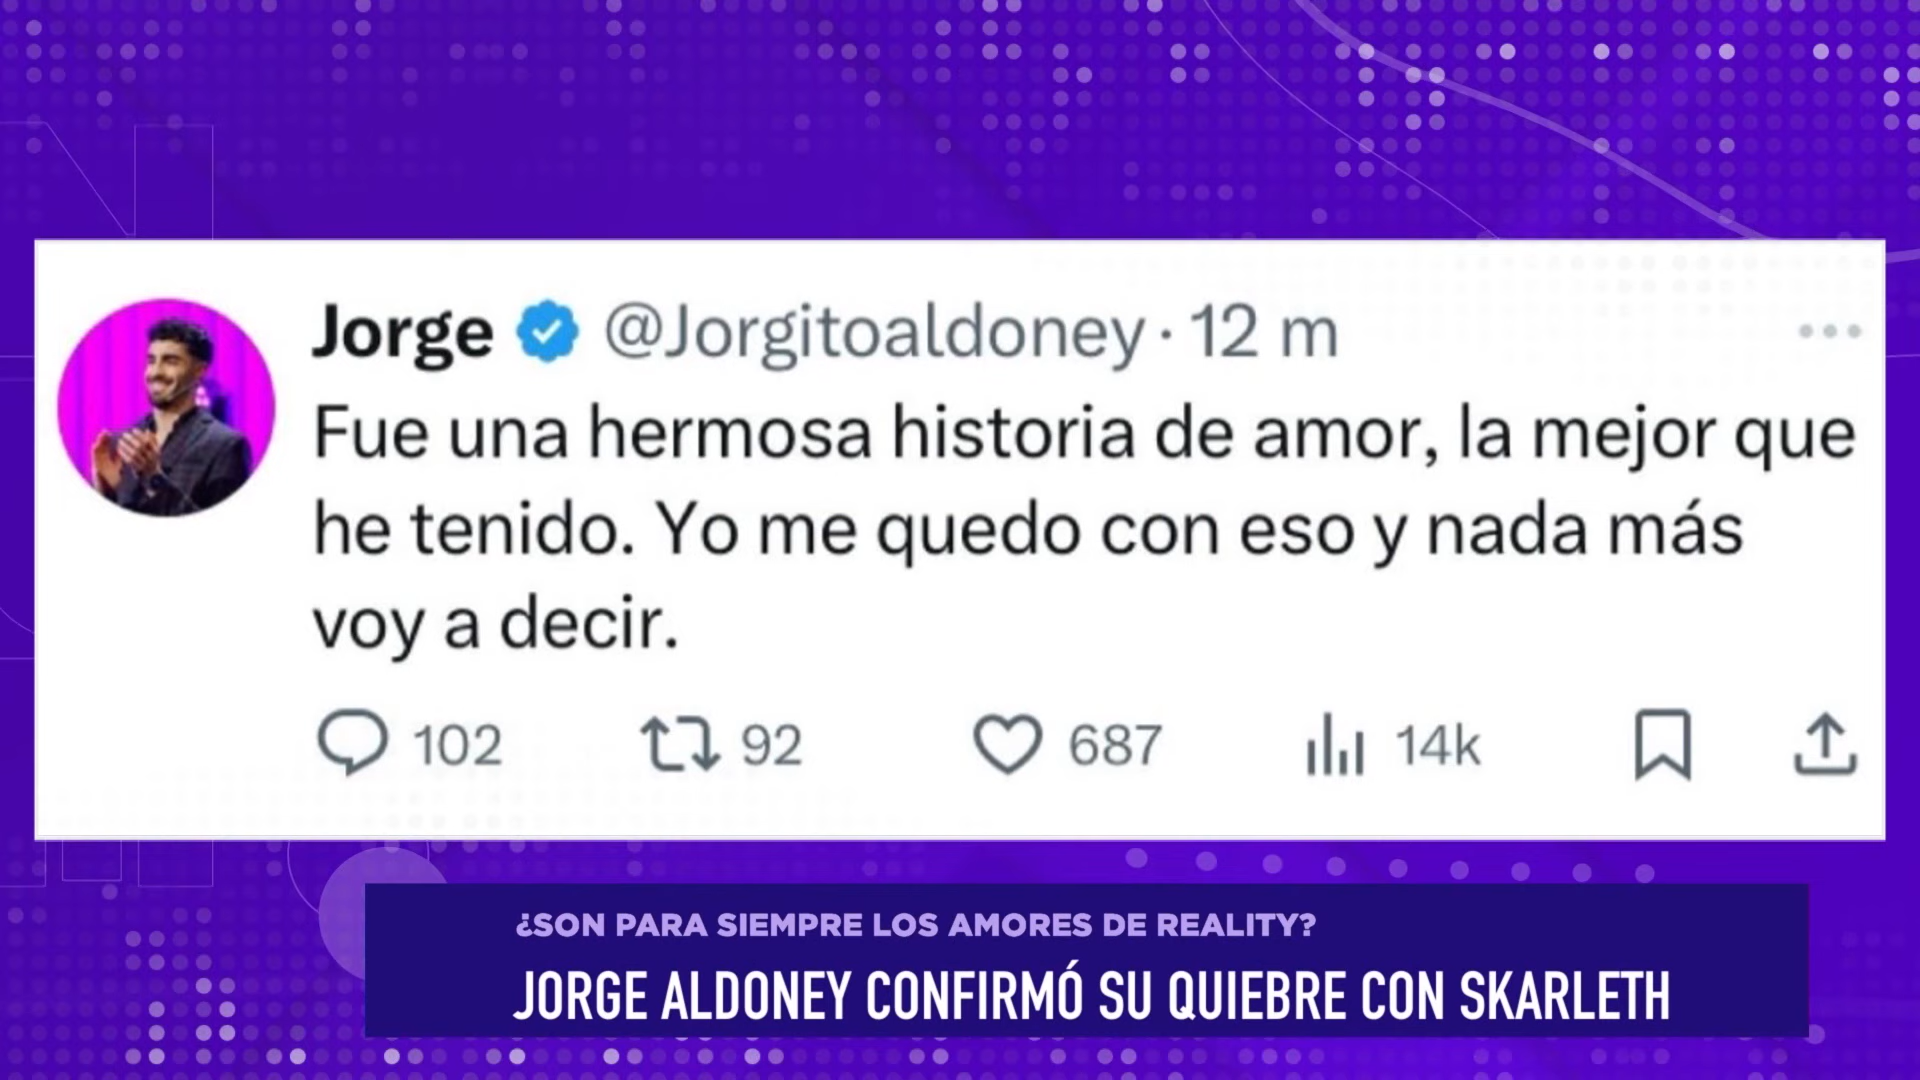 Jorge @Jorgitoaldoney · 12 m
Fue una hermosa historia de amor, la mejor que
he tenido. Yo me quedo con eso y nada más
voy a decir.
102 92 687 14k
¿SON PARA SIEMPRE LOS AMORES DE REALITY?
JORGE ALDONEY CONFIRMÓ SU QUIEBRE CON SKARLETH